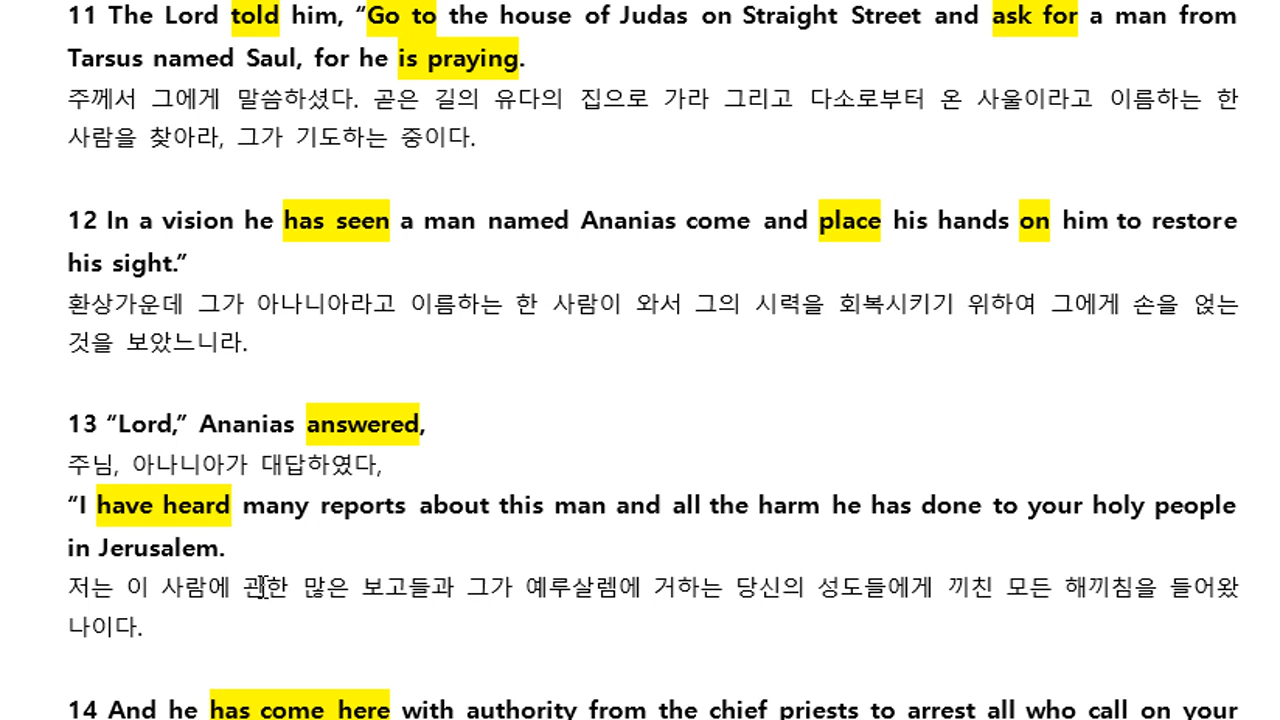 11 The Lord told him, “Go to the house of Judas on Straight Street and ask for a man from
Tarsus named Saul, for he is praying.
주께서 그에게 말씀하셨다. 곧은 길의 유다의 집으로 가라 그리고 다소로부터 온 사울이라고 이름하는 한
사람을 찾아라, 그가 기도하는 중이다.
12 In a vision he has seen a man named Ananias come and place his hands on him to restore
his sight.”
환상가운데 그가 아나니아라고 이름하는 한 사람이 와서 그의 시력을 회복시키기 위하여 그에게 손을 얹는
것을 보았느니라.
13 “Lord,” Ananias answered,
주님, 아나니아가 대답하였다,
“I have heard many reports about this man and all the harm he has done to your holy people
in Jerusalem.
저는 이 사람에 관한 많은 보고들과 그가 예루살렘에 거하는 당신의 성도들에게 끼친 모든 해끼침을 들어왔
나이다.
14 And he has come here with authority from the chief priests to arrest all who call on your